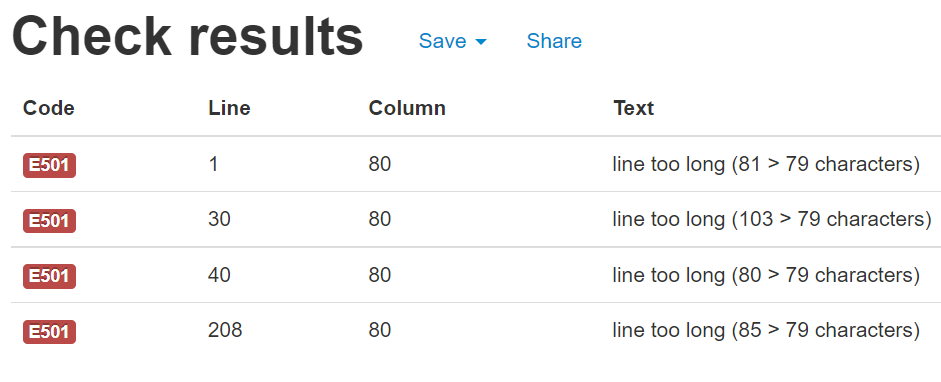 Check results Save Share
Code Line Column Text
E501 1 80 line too long (81 > 79 characters)
E501 30 80 line too long (103 > 79 characters)
E501 40 80 line too long (80 > 79 characters)
E501 208 80 line too long (85 > 79 characters)